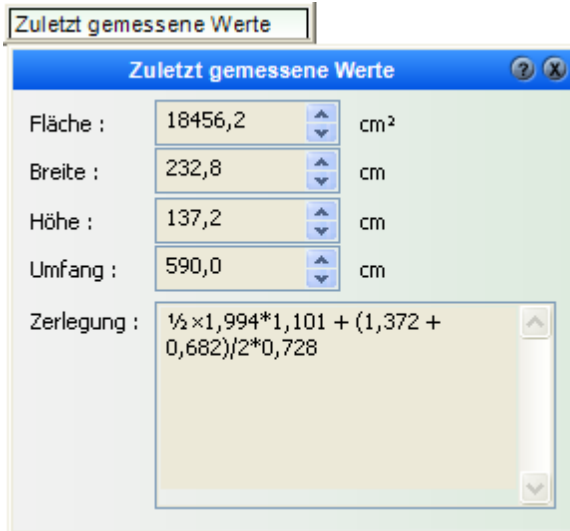 Zuletzt gemessene Werte
Zuletzt gemessene Werte
Fläche : 18456,2 cm²
Breite : 232,8 cm
Höhe : 137,2 cm
Umfang : 590,0 cm
Zerlegung : ½×1,994*1,101 + (1,372 +
0,682)/2*0,728